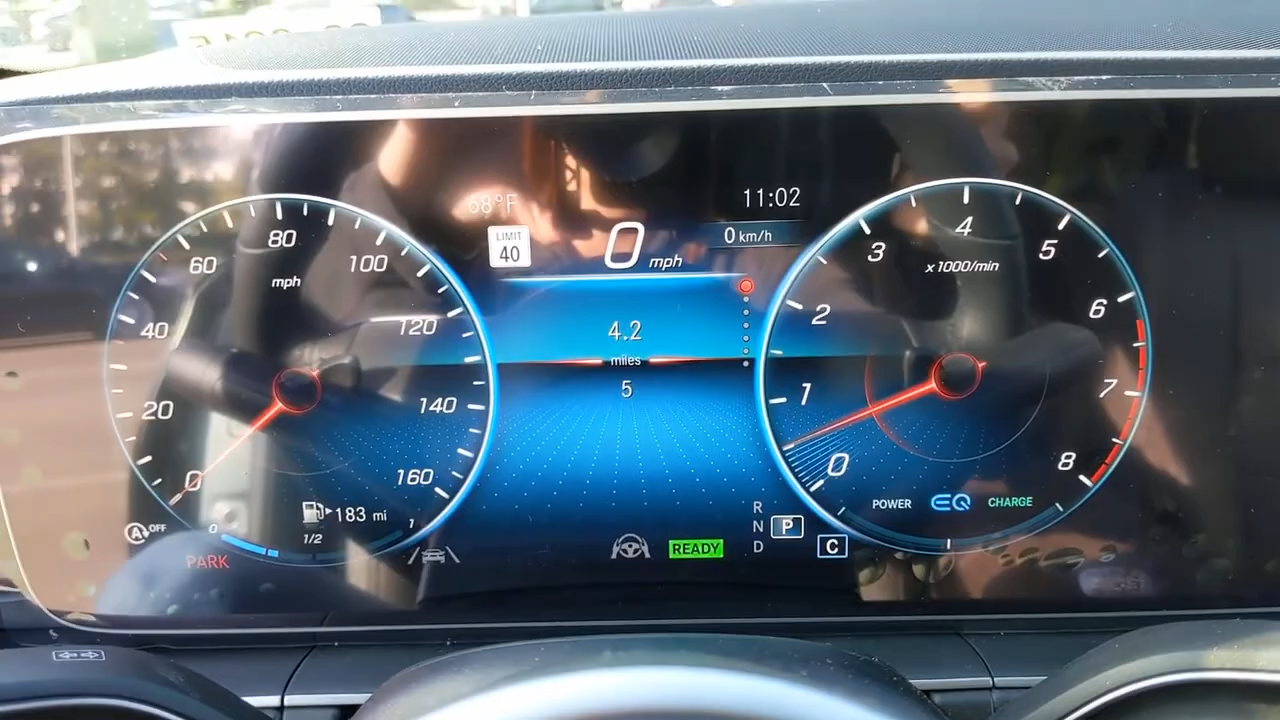 68°F
11:02
LIMIT
40
0 mph
0 km/h
4.2
miles
5
0
20
40
60
80
100
120
140
160
mph
183 mi
0
1/2
1
A OFF
PARK
READY
R
N
D
P
C
0
1
2
3
4
5
6
7
8
x1000/min
POWER
EQ
CHARGE